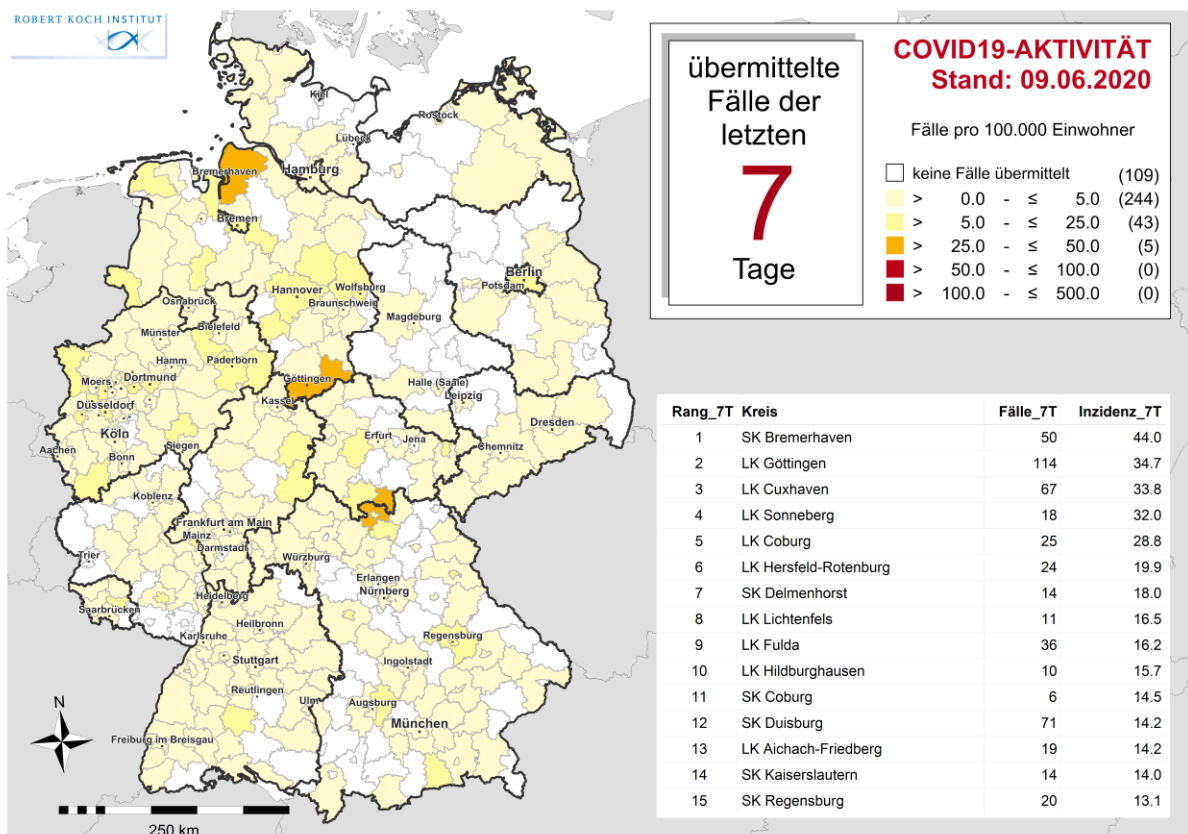 ROBERT KOCH INSTITUT
übermittelte
Fälle der
letzten
7
Tage
COVID19-AKTIVITÄT
Stand: 09.06.2020
Fälle pro 100.000 Einwohner
keine Fälle übermittelt (109)
> 0.0 - ≤ 5.0 (244)
> 5.0 - ≤ 25.0 (43)
> 25.0 - ≤ 50.0 (5)
> 50.0 - ≤ 100.0 (0)
> 100.0 - ≤ 500.0 (0)
Kiel
Rostock
Lübeck
Bremerhaven
Hamburg
Bremen
Berlin
Potsdam
Hannover
Wolfsburg
Braunschweig
Osnabrück
Magdeburg
Münster
Bielefeld
Hamm
Paderborn
Moers
Dortmund
Göttingen
Halle (Saale)
Düsseldorf
Kassel
Leipzig
Köln
Dresden
Aachen
Siegen
Erfurt
Jena
Chemnitz
Bonn
Koblenz
Frankfurt am Main
Mainz
Darmstadt
Trier
Würzburg
Erlangen
Nürnberg
Heidelberg
Saarbrücken
Heilbronn
Karlsruhe
Regensburg
Stuttgart
Ingolstadt
Reutlingen
Ulm
Augsburg
München
Freiburg im Breisgau
N
250 km
Rang_7T Kreis Fälle_7T Inzidenz_7T
1 SK Bremerhaven 50 44.0
2 LK Göttingen 114 34.7
3 LK Cuxhaven 67 33.8
4 LK Sonneberg 18 32.0
5 LK Coburg 25 28.8
6 LK Hersfeld-Rotenburg 24 19.9
7 SK Delmenhorst 14 18.0
8 LK Lichtenfels 11 16.5
9 LK Fulda 36 16.2
10 LK Hildburghausen 10 15.7
11 SK Coburg 6 14.5
12 SK Duisburg 71 14.2
13 LK Aichach-Friedberg 19 14.2
14 SK Kaiserslautern 14 14.0
15 SK Regensburg 20 13.1